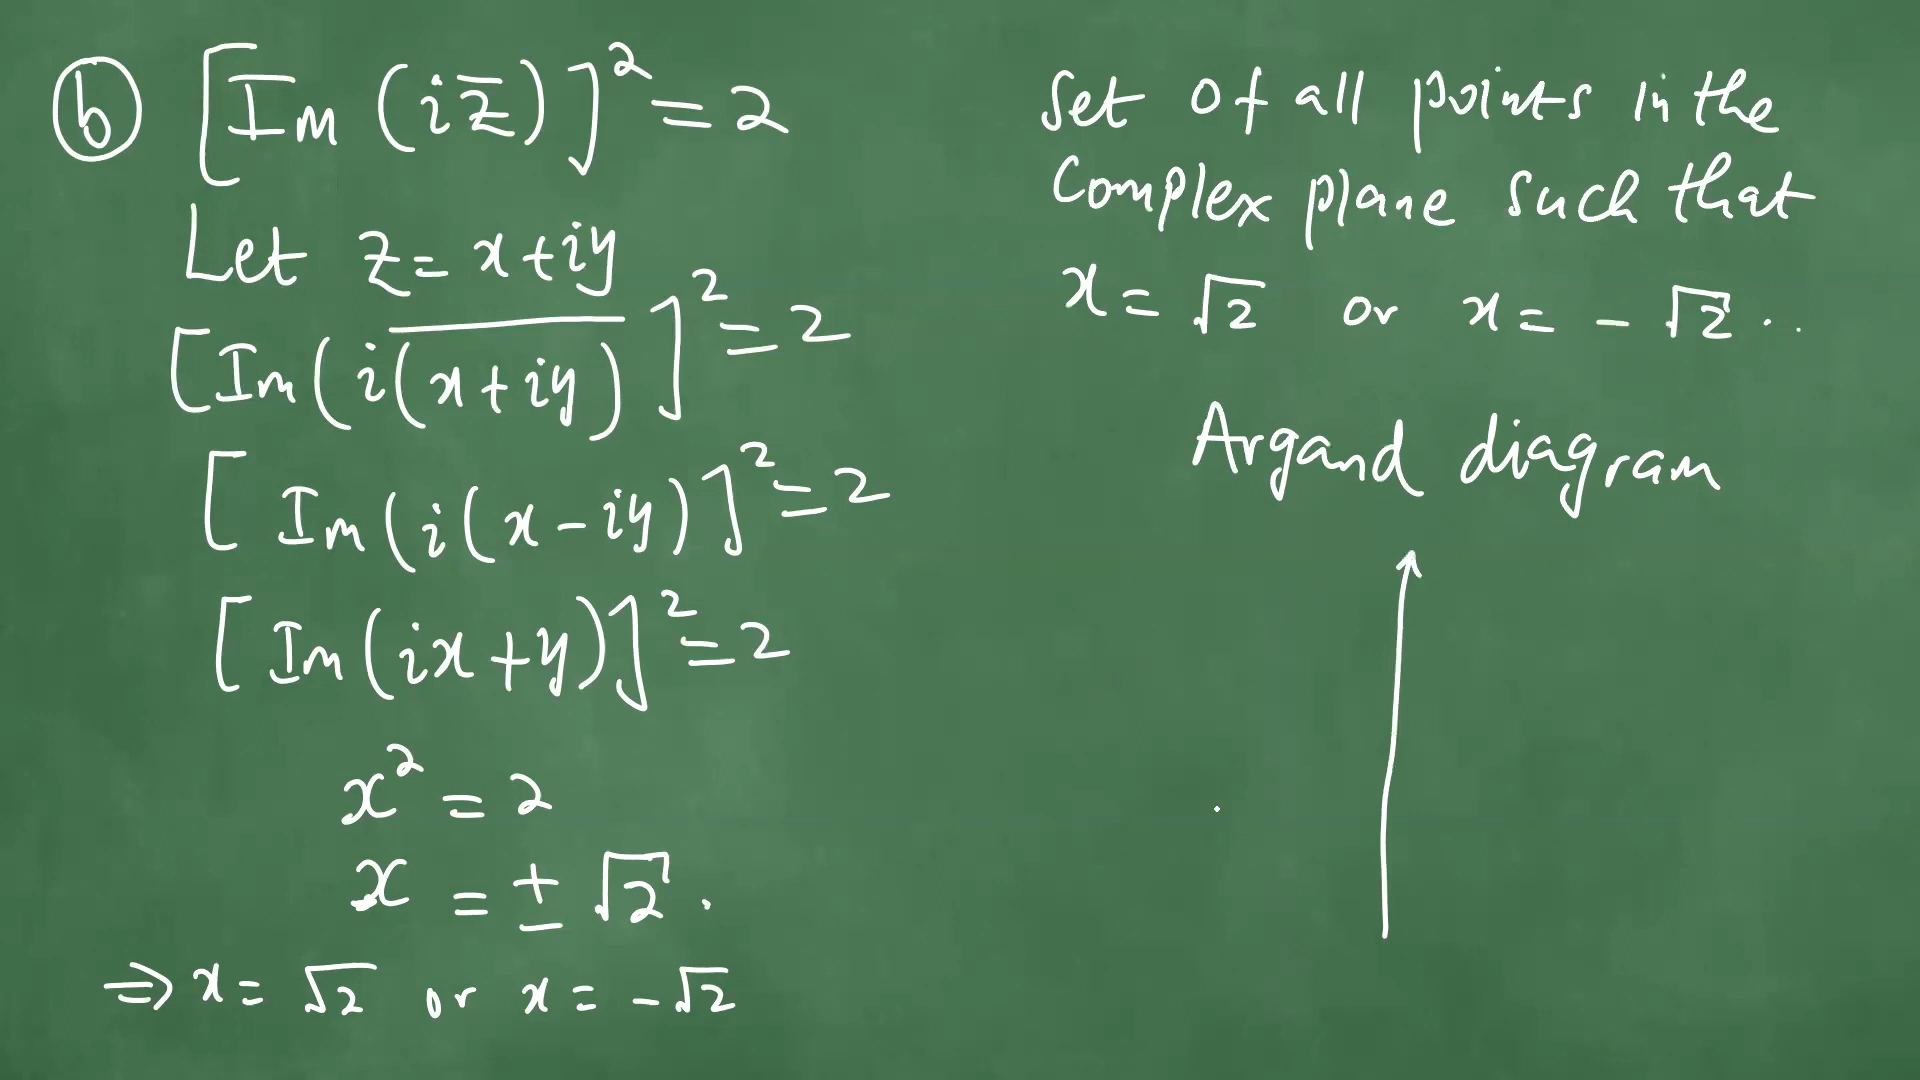 b [Im (iz̅)]² = 2
Let z = x+iy
[Im(i(x+iy)̅ ]² = 2
[Im(i(x-iy)]² = 2
[Im(ix+y)]² = 2
x² = 2
x = ± √2 .
⇒ x = √2 or x = -√2
set of all points in the
Complex plane such that
x = √2 or x = - √2 ..
Argand diagram